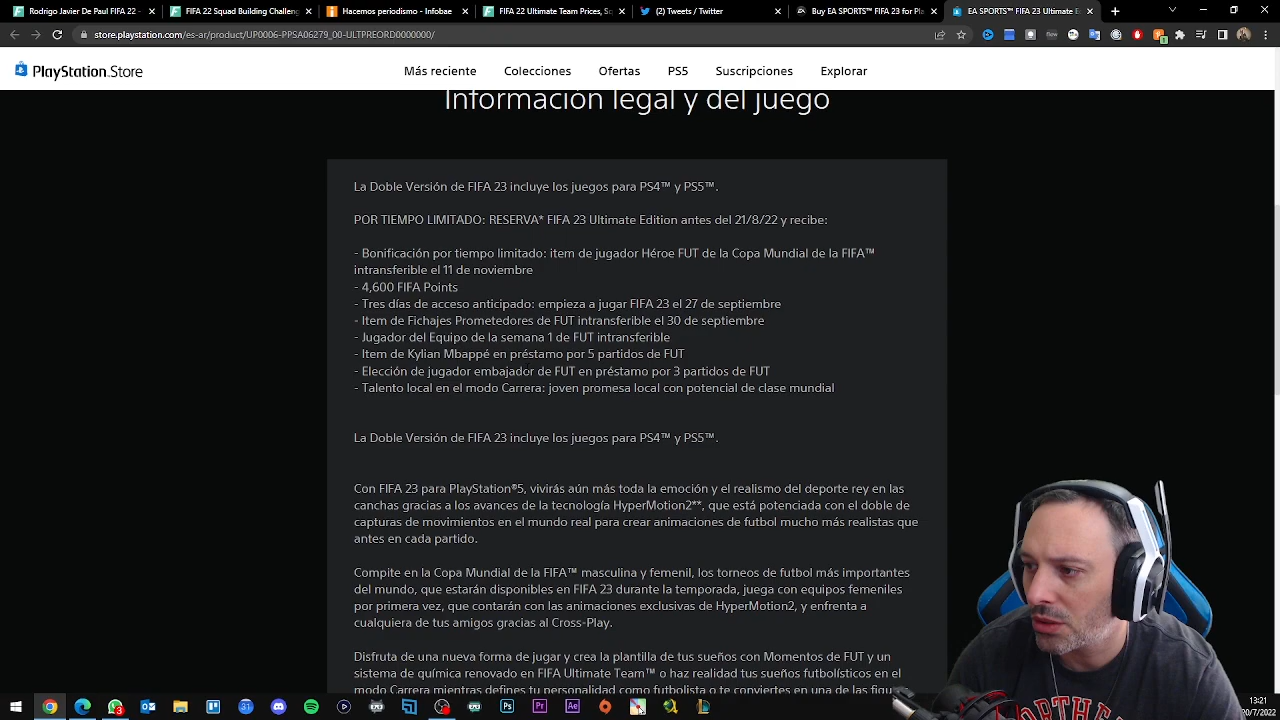 Rodrigo Javier De Paul FIFA 22 -
FIFA 22 Squad Building Challen
Hacemos periodismo - Infobae
FIFA 22 Ultimate Team Prices, S
(2) Tweets / Twitter
Buy EA SPORTS™ FIFA 23 for Pl
EA SPORTS™ FIFA 23 Ultimate E
store.playstation.com/es-ar/product/UP0006-PPSA06279_00-ULTPREORD0000000/
PlayStation.Store
Más reciente
Colecciones
Ofertas
PS5
Suscripciones
Explorar
Información legal y del juego
La Doble Versión de FIFA 23 incluye los juegos para PS4™ y PS5™.
POR TIEMPO LIMITADO: RESERVA* FIFA 23 Ultimate Edition antes del 21/8/22 y recibe:
- Bonificación por tiempo limitado: item de jugador Héroe FUT de la Copa Mundial de la FIFA™
intransferible el 11 de noviembre
- 4,600 FIFA Points
- Tres días de acceso anticipado: empieza a jugar FIFA 23 el 27 de septiembre
- Item de Fichajes Prometedores de FUT intransferible el 30 de septiembre
- Jugador del Equipo de la semana 1 de FUT intransferible
- Item de Kylian Mbappé en préstamo por 5 partidos de FUT
- Elección de jugador embajador de FUT en préstamo por 3 partidos de FUT
- Talento local en el modo Carrera: joven promesa local con potencial de clase mundial
La Doble Versión de FIFA 23 incluye los juegos para PS4™ y PS5™.
Con FIFA 23 para PlayStation®5, vivirás aún más toda la emoción y el realismo del deporte rey en las
canchas gracias a los avances de la tecnología HyperMotion2**, que está potenciada con el doble de
capturas de movimientos en el mundo real para crear animaciones de futbol mucho más realistas que
antes en cada partido.
Compite en la Copa Mundial de la FIFA™ masculina y femenil, los torneos de futbol más importantes
del mundo, que estarán disponibles en FIFA 23 durante la temporada, juega con equipos femeniles
por primera vez, que contarán con las animaciones exclusivas de HyperMotion2, y enfrenta a
cualquiera de tus amigos gracias al Cross-Play.
Disfruta de una nueva forma de jugar y crea la plantilla de tus sueños con Momentos de FUT y un
sistema de química renovado en FIFA Ultimate Team™ o haz realidad tus sueños futbolísticos en el
modo Carrera mientras defines tu personalidad como futbolista o te conviertes en una de las
13:21
0/7/2022